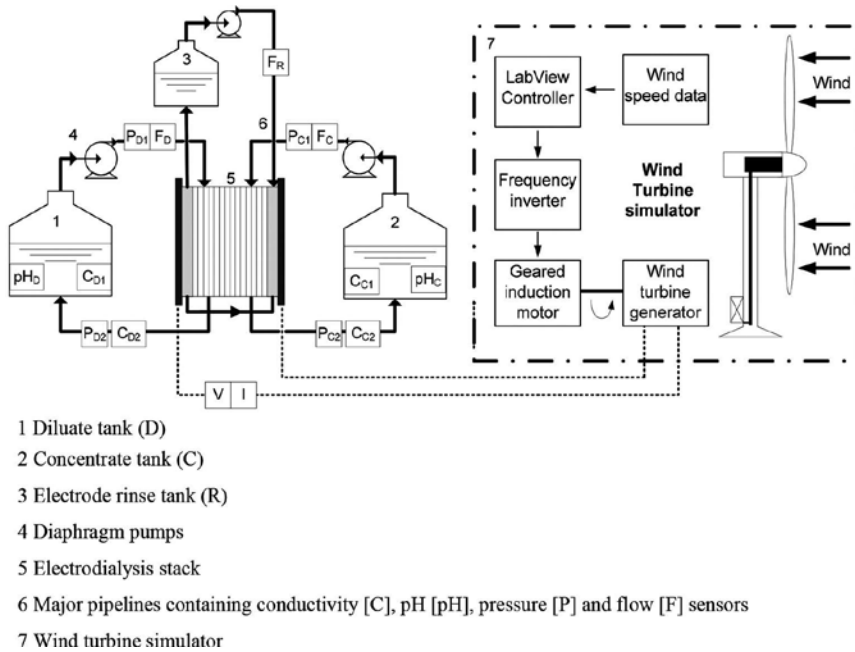 3
F_R
7
LabView
Controller
Wind
speed data
Wind
4
P_D1 F_D
6
P_C1 F_C
5
1
2
Frequency
inverter
Wind
Turbine
simulator
pH_D C_D1
C_C1 pH_C
Geared
induction
motor
Wind
turbine
generator
Wind
P_D2 C_D2
P_C2 C_C2
V I
1 Diluate tank (D)
2 Concentrate tank (C)
3 Electrode rinse tank (R)
4 Diaphragm pumps
5 Electrodialysis stack
6 Major pipelines containing conductivity [C], pH [pH], pressure [P] and flow [F] sensors
7 Wind turbine simulator